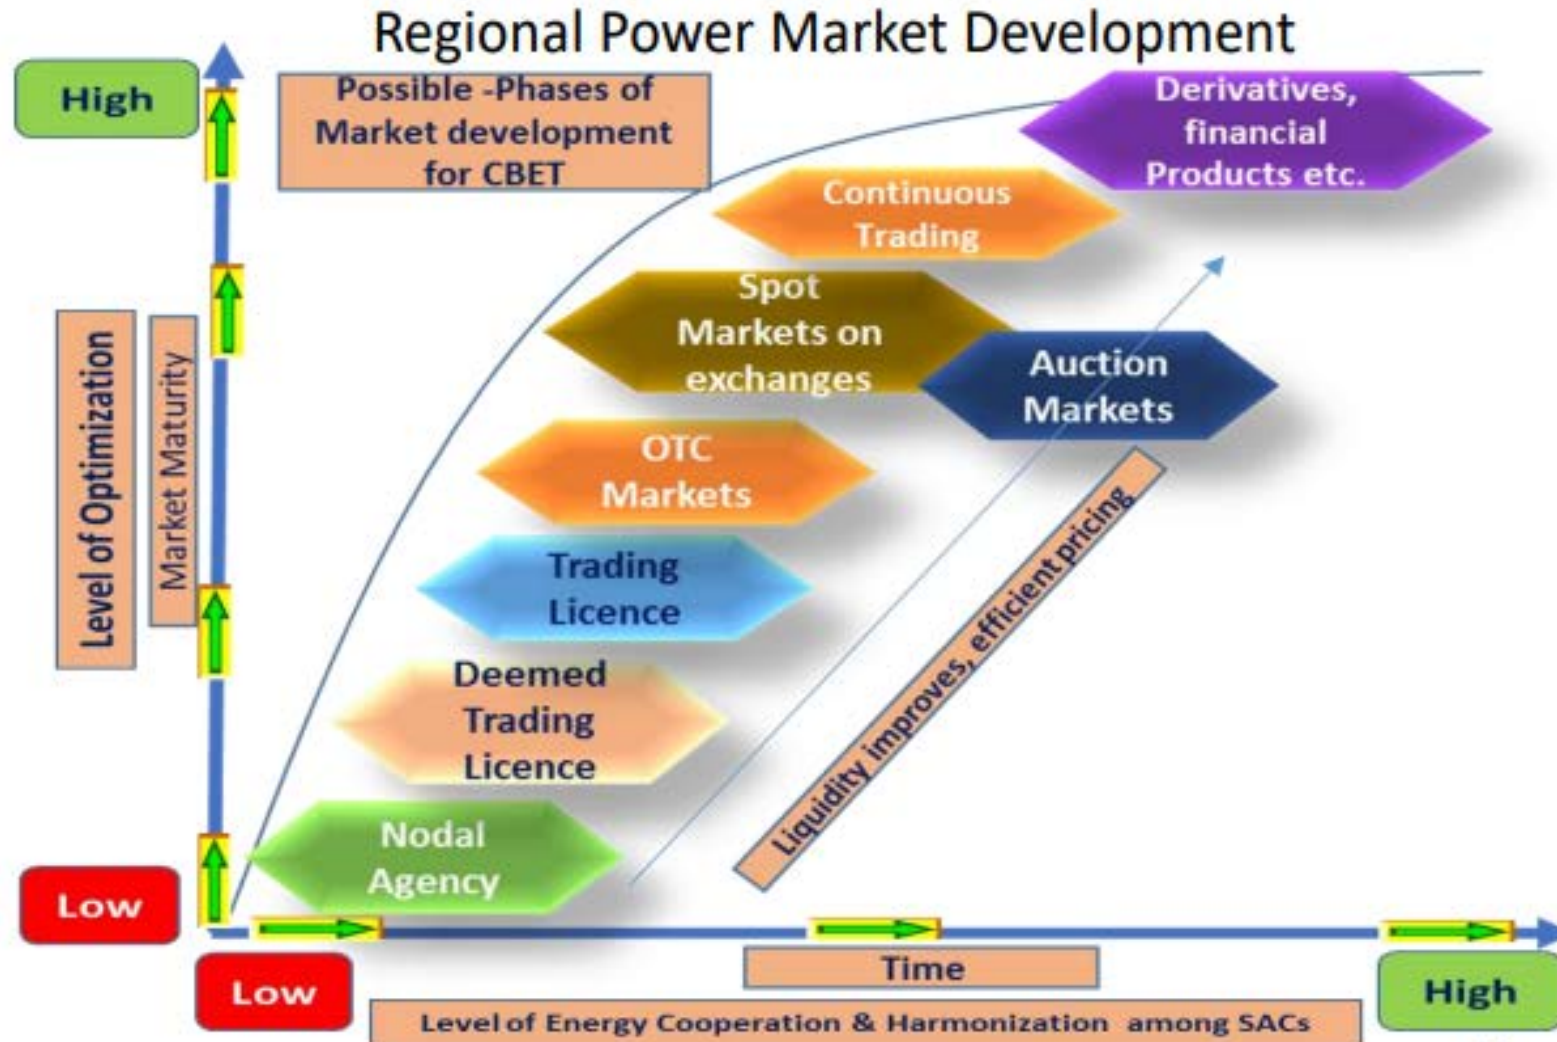 Regional Power Market Development
High
Possible -Phases of
Market development
for CBET
Derivatives,
financial
Products etc.
Continuous
Trading
Spot
Markets on
exchanges
Auction
Markets
OTC
Markets
Trading
Licence
Deemed
Trading
Licence
Nodal
Agency
Level of Optimization
Market Maturity
Liquidity improves, efficient pricing
Low
Low
Time
High
Level of Energy Cooperation & Harmonization among SACs